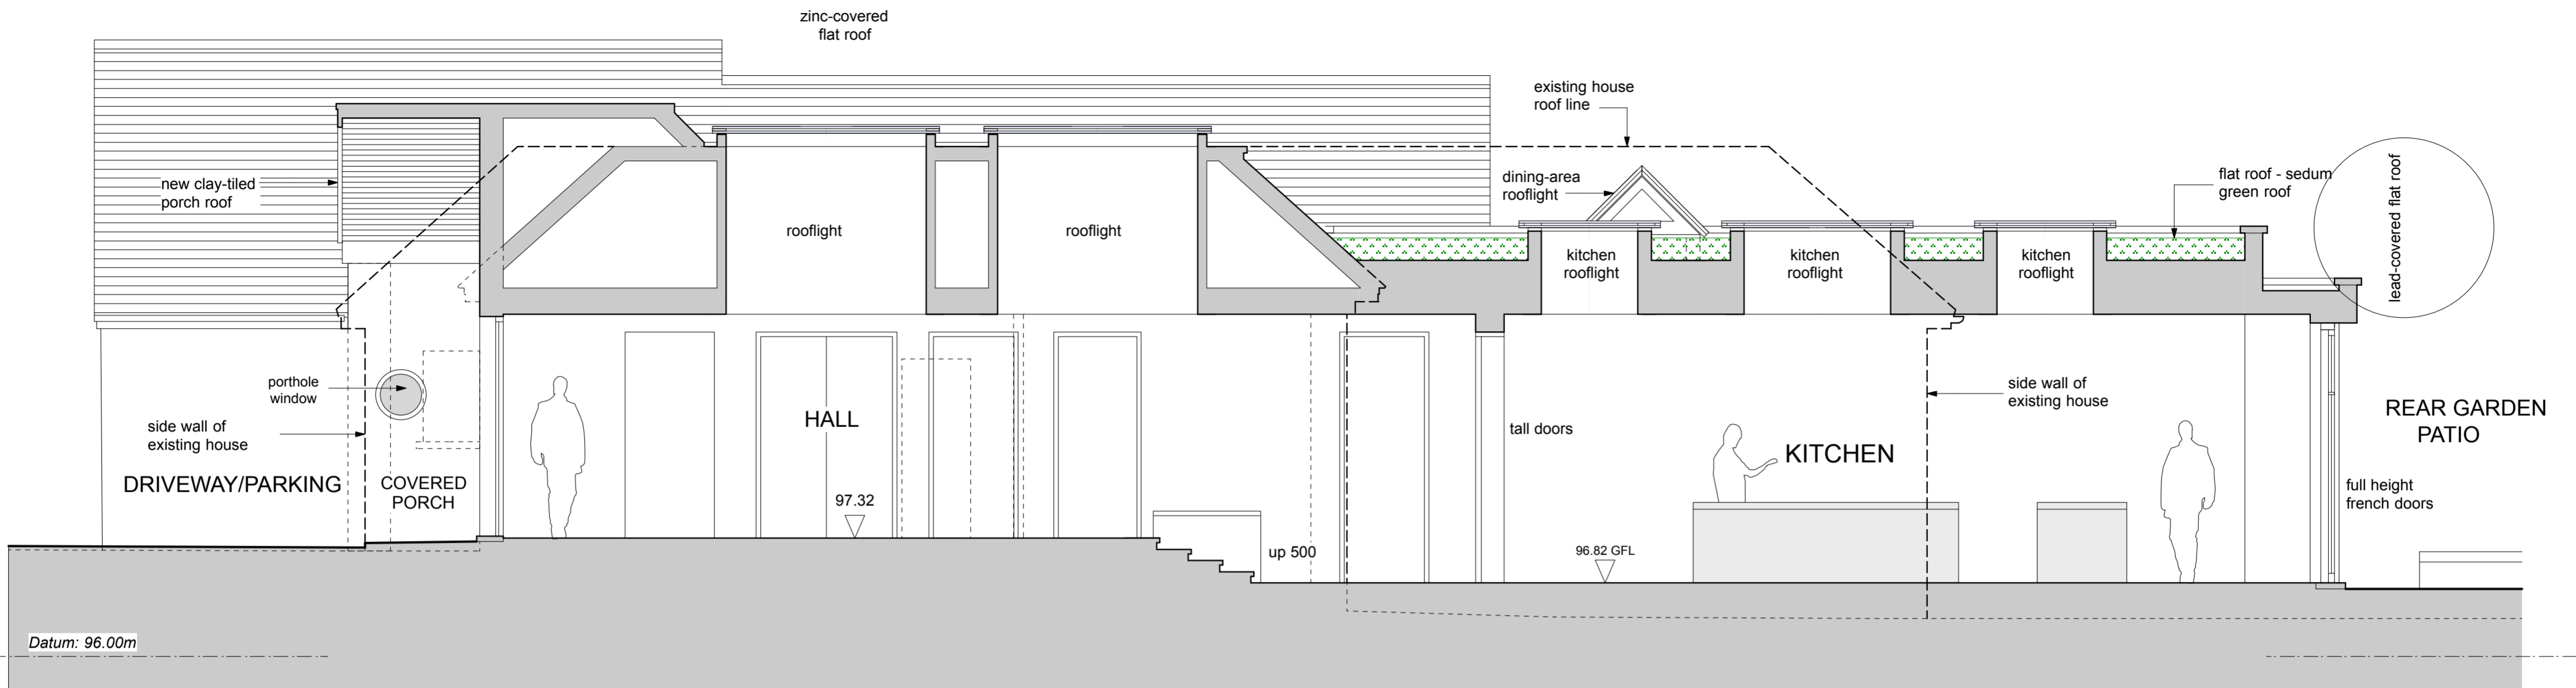 zinc-covered
flat roof
existing house
roof line
new clay-tiled
porch roof
dining-area
rooflight
flat roof - sedum
green roof
lead-covered flat roof
rooflight
rooflight
kitchen
rooflight
kitchen
rooflight
kitchen
rooflight
porthole
window
side wall of
existing house
HALL
side wall of
existing house
tall doors
REAR GARDEN
PATIO
KITCHEN
DRIVEWAY/PARKING
COVERED
PORCH
97.32
full height
french doors
up 500
96.82 GFL
Datum: 96.00m